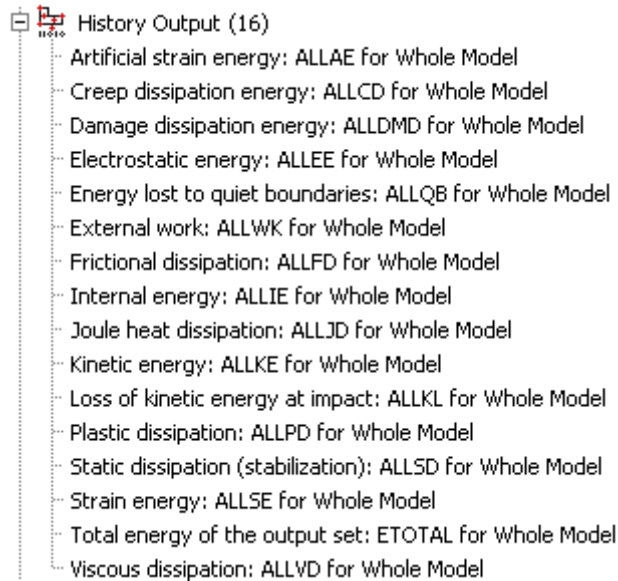 History Output (16)
Artificial strain energy: ALLAE for Whole Model
Creep dissipation energy: ALLCD for Whole Model
Damage dissipation energy: ALLDMD for Whole Model
Electrostatic energy: ALLEE for Whole Model
Energy lost to quiet boundaries: ALLQB for Whole Model
External work: ALLWK for Whole Model
Frictional dissipation: ALLFD for Whole Model
Internal energy: ALLIE for Whole Model
Joule heat dissipation: ALLJD for Whole Model
Kinetic energy: ALLKE for Whole Model
Loss of kinetic energy at impact: ALLKL for Whole Model
Plastic dissipation: ALLPD for Whole Model
Static dissipation (stabilization): ALLSD for Whole Model
Strain energy: ALLSE for Whole Model
Total energy of the output set: ETOTAL for Whole Model
Viscous dissipation: ALLVD for Whole Model